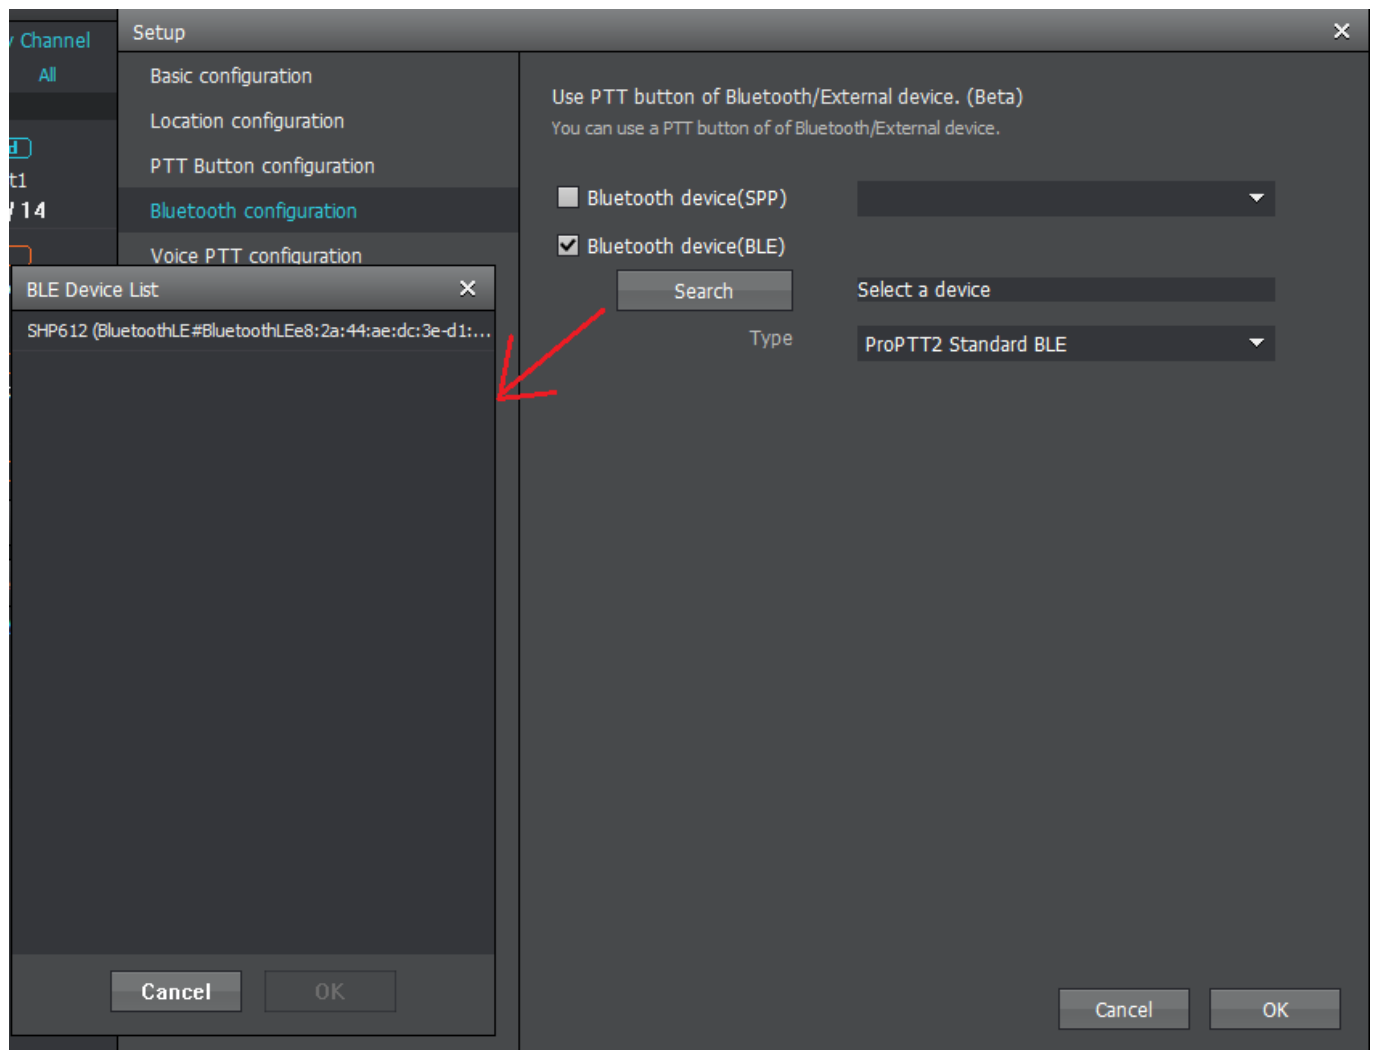 Channel
All
t1
14
Setup
Basic configuration
Location configuration
PTT Button configuration
Bluetooth configuration
Voice PTT configuration
Use PTT button of Bluetooth/External device. (Beta)
You can use a PTT button of of Bluetooth/External device.
Bluetooth device(SPP)
Bluetooth device(BLE)
Search
Select a device
Type
ProPTT2 Standard BLE
BLE Device List
SHP612 (BluetoothLE#BluetoothLEe8:2a:44:ae:dc:3e-d1:...
Cancel
OK
Cancel
OK